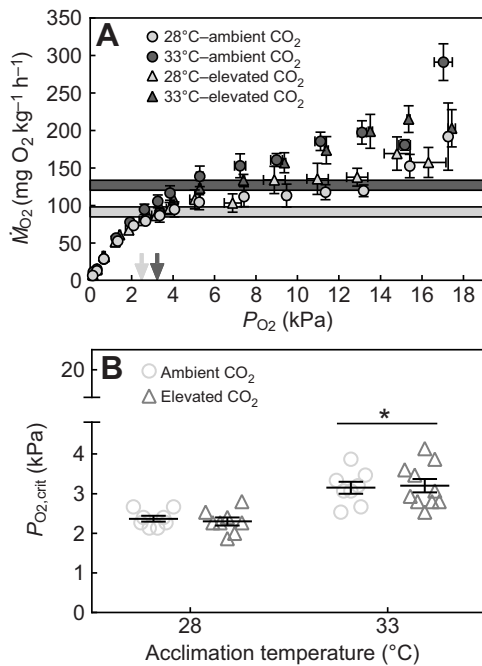 A
28°C–ambient CO₂
33°C–ambient CO₂
28°C–elevated CO₂
33°C–elevated CO₂
350
300
250
200
150
100
50
0
ṀO₂ (mg O₂ kg⁻¹ h⁻¹)
0 2 4 6 8 10 12 14 16 18
PO₂ (kPa)
B
Ambient CO₂
Elevated CO₂
*
20
4
3
2
1
0
PO₂,crit (kPa)
28 33
Acclimation temperature (°C)